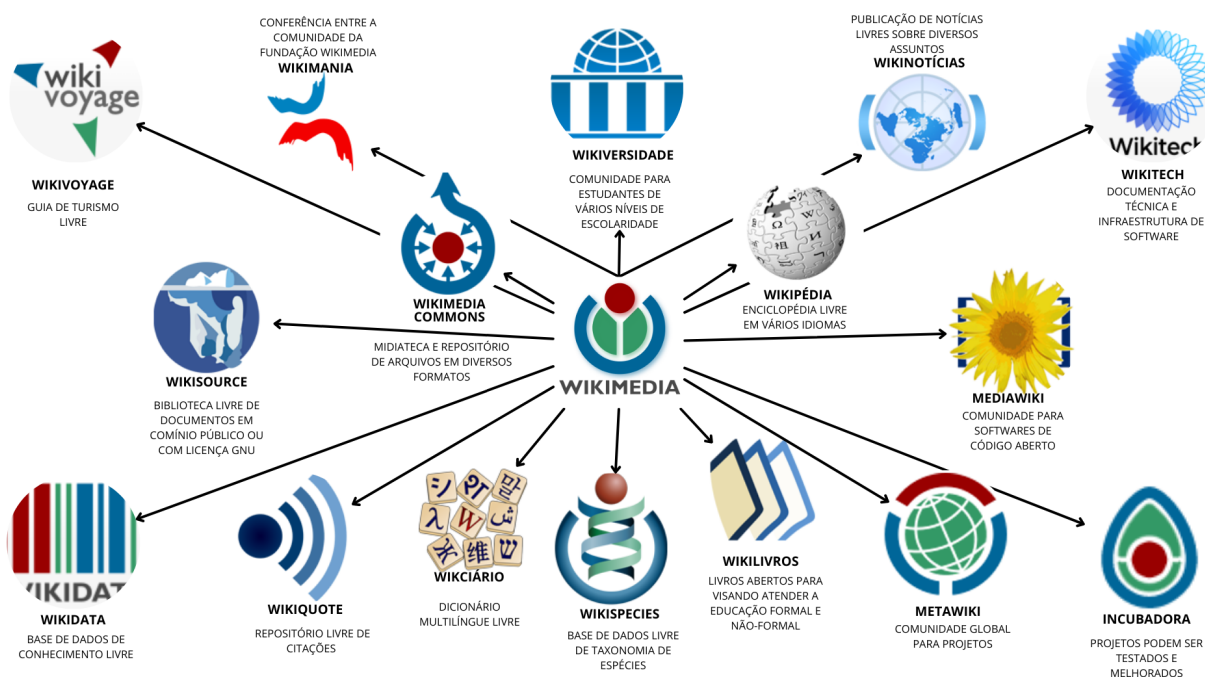 CONFERÊNCIA ENTRE A
COMUNIDADE DA
FUNDAÇÃO WIKIMEDIA
WIKIMANIA
PUBLICAÇÃO DE NOTÍCIAS
LIVRES SOBRE DIVERSOS
ASSUNTOS
WIKINOTÍCIAS
wiki
voyage
WIKIVOYAGE
GUIA DE TURISMO
LIVRE
WIKIVERSIDADE
COMUNIDADE PARA
ESTUDANTES DE
VÁRIOS NÍVEIS DE
ESCOLARIDADE
Wikitech
WIKITECH
DOCUMENTAÇÃO
TÉCNICA E
INFRAESTRUTURA DE
SOFTWARE
WIKIMEDIA
COMMONS
MIDIATECA E REPOSITÓRIO
DE ARQUIVOS EM DIVERSOS
FORMATOS
Ω W
И
祖
WIKIPÉDIA
ENCICLOPÉDIA LIVRE
EM VÁRIOS IDIOMAS
WIKIMEDIA
WIKISOURCE
BIBLIOTECA LIVRE DE
DOCUMENTOS EM
COMÍNIO PÚBLICO OU
COM LICENÇA GNU
MEDIAWIKI
COMUNIDADE PARA
SOFTWARES DE
CÓDIGO ABERTO
WIKIDATA
WIKIDATA
BASE DE DADOS DE
CONHECIMENTO LIVRE
WIKIQUOTE
REPOSITÓRIO LIVRE DE
CITAÇÕES
シ 말
λ W ش
维 ש
WIKCIÁRIO
DICIONÁRIO
MULTILÍNGUE LIVRE
WIKISPECIES
BASE DE DADOS LIVRE
DE TAXONOMIA DE
ESPÉCIES
WIKILIVROS
LIVROS ABERTOS PARA
VISANDO ATENDER A
EDUCAÇÃO FORMAL E
NÃO-FORMAL
METAWIKI
COMUNIDADE GLOBAL
PARA PROJETOS
INCUBADORA
PROJETOS PODEM SER
TESTADOS E
MELHORADOS